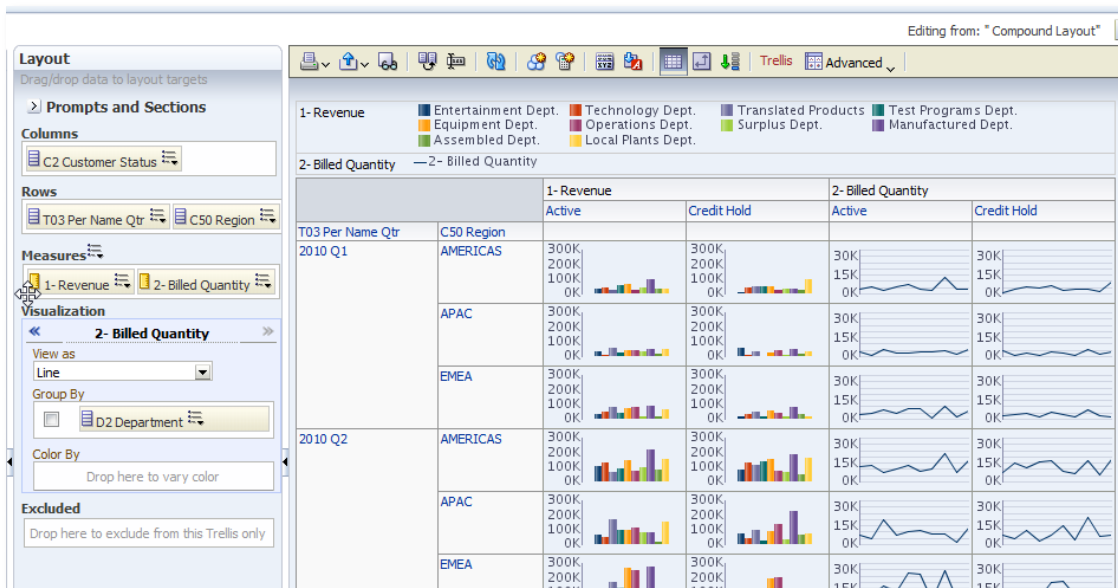 Editing from: "Compound Layout"
Layout
Drag/drop data to layout targets
Prompts and Sections
Columns
C2 Customer Status
Rows
T03 Per Name Qtr C50 Region
Measures
1- Revenue 2- Billed Quantity
Visualization
2- Billed Quantity
View as
Line
Group By
D2 Department
Color By
Drop here to vary color
Excluded
Drop here to exclude from this Trellis only
XYZ Trellis Advanced
1- Revenue Entertainment Dept. Technology Dept. Translated Products Test Programs Dept.
Equipment Dept. Operations Dept. Surplus Dept. Manufactured Dept.
Assembled Dept. Local Plants Dept.
2- Billed Quantity 2- Billed Quantity
1- Revenue 2- Billed Quantity
Active Credit Hold Active Credit Hold
T03 Per Name Qtr C50 Region
2010 Q1 AMERICAS 300K 300K 30K 30K
200K 200K
100K 100K 15K 15K
0K 0K 0K 0K
APAC 300K 300K 30K 30K
200K 200K
100K 100K 15K 15K
0K 0K 0K 0K
EMEA 300K 300K 30K 30K
200K 200K
100K 100K 15K 15K
0K 0K 0K 0K
2010 Q2 AMERICAS 300K 300K 30K 30K
200K 200K
100K 100K 15K 15K
0K 0K 0K 0K
APAC 300K 300K 30K 30K
200K 200K
100K 100K 15K 15K
0K 0K 0K 0K
EMEA 300K 300K 30K 30K
200K 200K